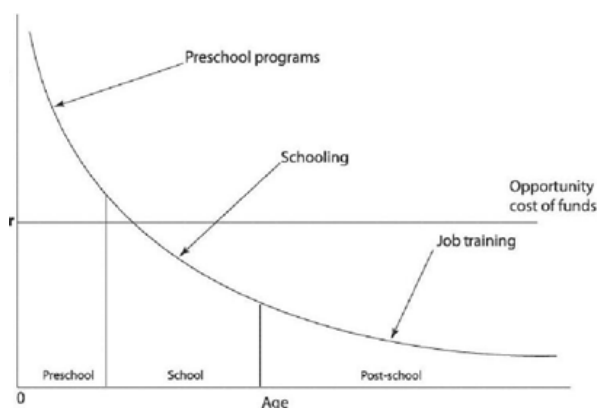 Preschool programs
Schooling
Opportunity
cost of funds
r
Job training
Preschool
School
Post-school
0
Age